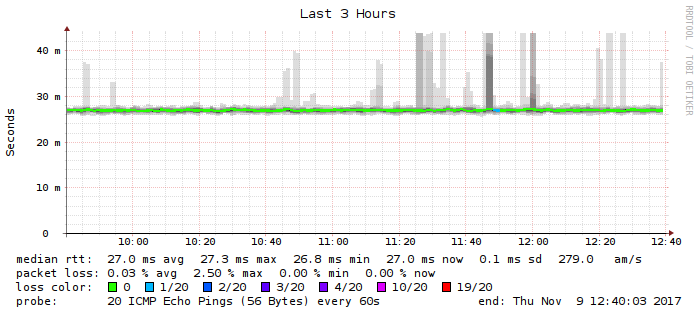 Last 3 Hours
RRDTOOL / TOBI OETIKER
Seconds
40 m
30 m
20 m
10 m
0
10:00 10:20 10:40 11:00 11:20 11:40 12:00 12:20 12:40
median rtt: 27.0 ms avg 27.3 ms max 26.8 ms min 27.0 ms now 0.1 ms sd 279.0 am/s
packet loss: 0.03 % avg 2.50 % max 0.00 % min 0.00 % now
loss color: 0 1/20 2/20 3/20 4/20 10/20 19/20
probe: 20 ICMP Echo Pings (56 Bytes) every 60s end: Thu Nov 9 12:40:03 2017